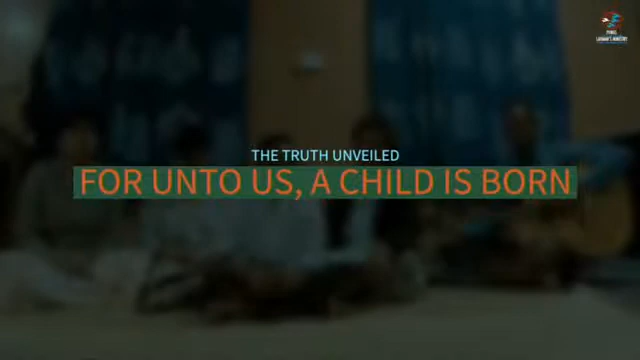 THE TRUTH UNVEILED
FOR UNTO US, A CHILD IS BORN